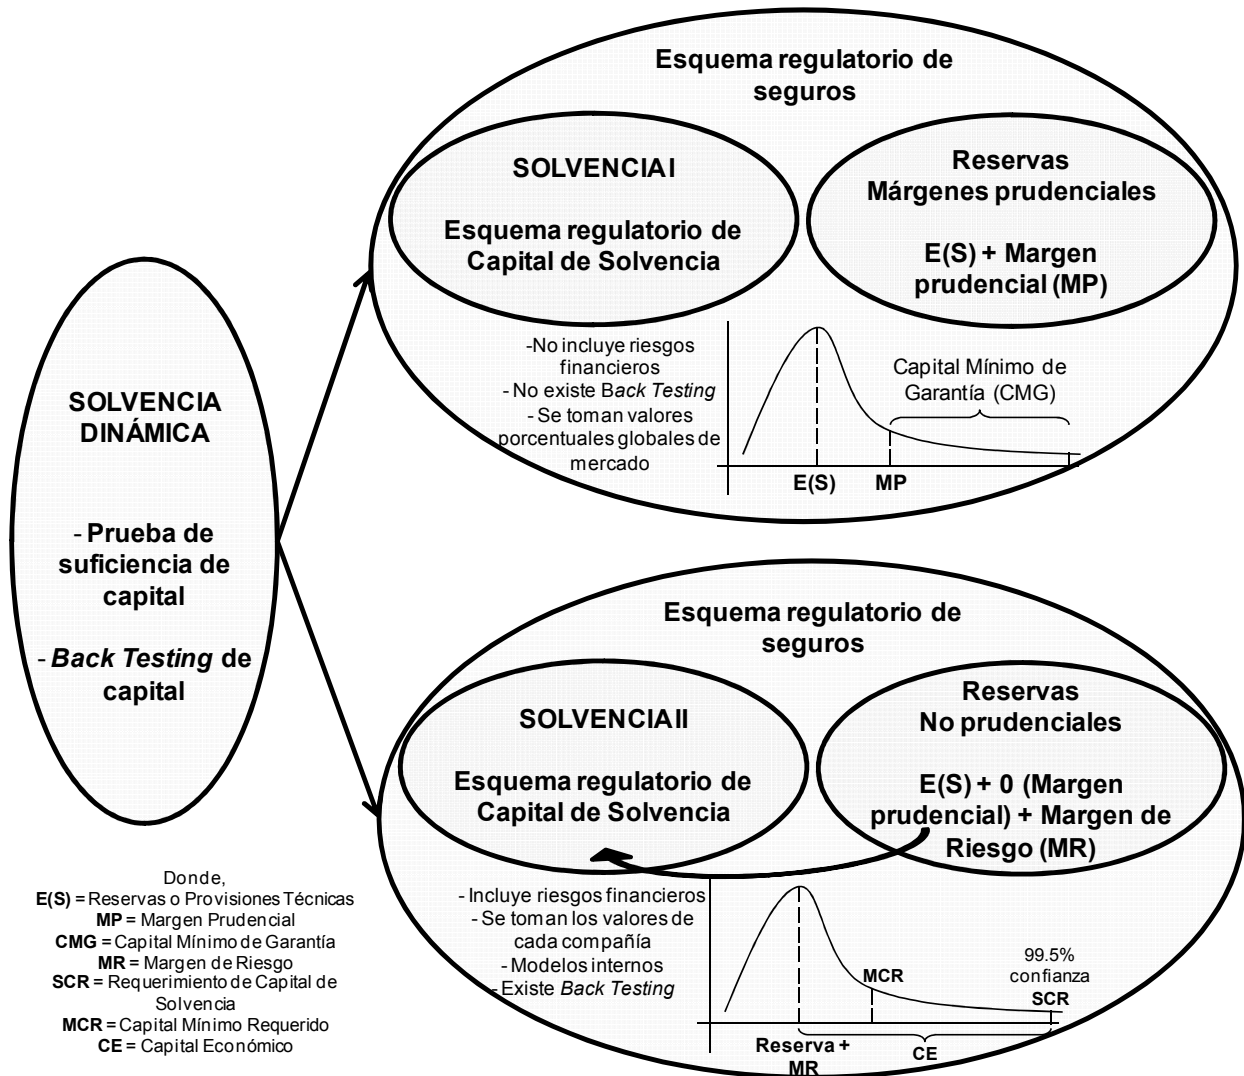 SOLVENCIA
DINÁMICA
- Prueba de
suficiencia de
capital
- Back Testing de
capital
Esquema regulatorio de
seguros
SOLVENCIA I
Esquema regulatorio de
Capital de Solvencia
Reservas
Márgenes prudenciales
E(S) + Margen
prudencial (MP)
-No incluye riesgos
financieros
- No existe Back Testing
- Se toman valores
porcentuales globales de
mercado
Capital Mínimo de
Garantía (CMG)
E(S)
MP
Esquema regulatorio de
seguros
SOLVENCIA II
Esquema regulatorio de
Capital de Solvencia
Reservas
No prudenciales
E(S) + 0 (Margen
prudencial) + Margen de
Riesgo (MR)
- Incluye riesgos financieros
- Se toman los valores de
cada compañía
- Modelos internos
- Existe Back Testing
MCR
99.5%
confianza
SCR
Reserva +
MR
CE
Donde,
E(S) = Reservas o Provisiones Técnicas
MP = Margen Prudencial
CMG = Capital Mínimo de Garantía
MR = Margen de Riesgo
SCR = Requerimiento de Capital de
Solvencia
MCR = Capital Mínimo Requerido
CE = Capital Económico